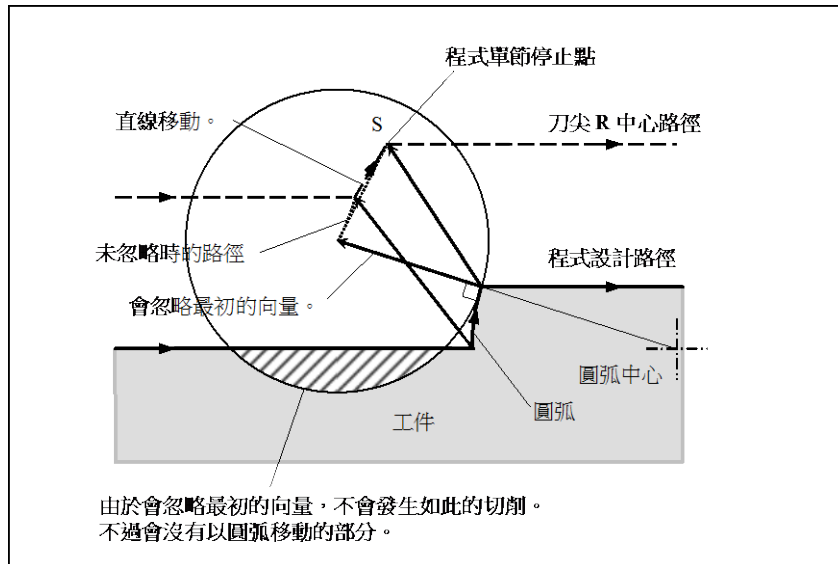 程式單節停止點
直線移動。
S
刀尖 R 中心路徑
未忽略時的路徑
程式設計路徑
會忽略最初的向量。
圓弧中心
圓弧
工件
由於會忽略最初的向量，不會發生如此的切削。
不過會沒有以圓弧移動的部分。